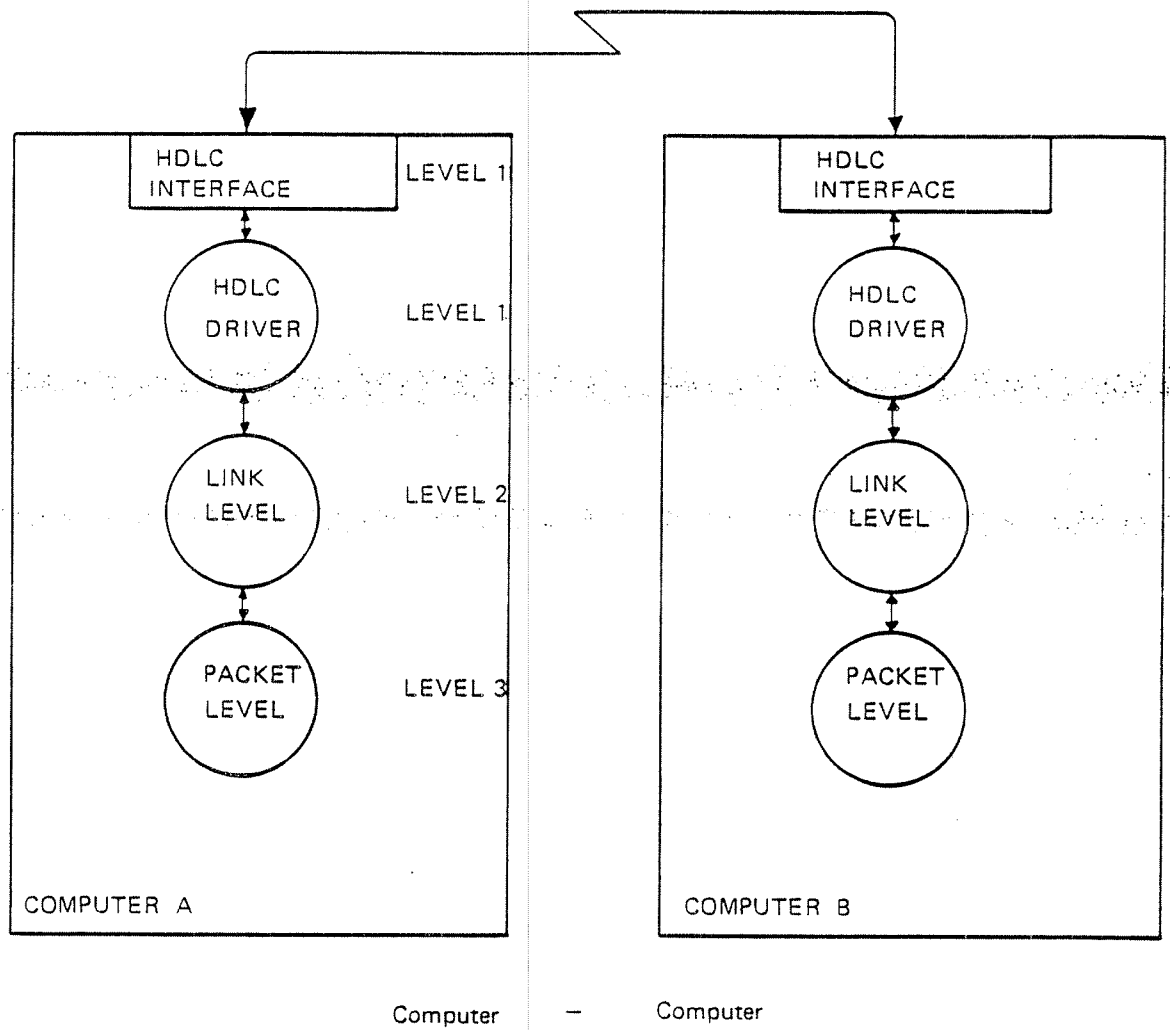 HDLC
INTERFACE
LEVEL 1
HDLC
DRIVER
LEVEL 1
LINK
LEVEL
LEVEL 2
PACKET
LEVEL
LEVEL 3
COMPUTER A
HDLC
INTERFACE
HDLC
DRIVER
LINK
LEVEL
PACKET
LEVEL
COMPUTER B
Computer – Computer